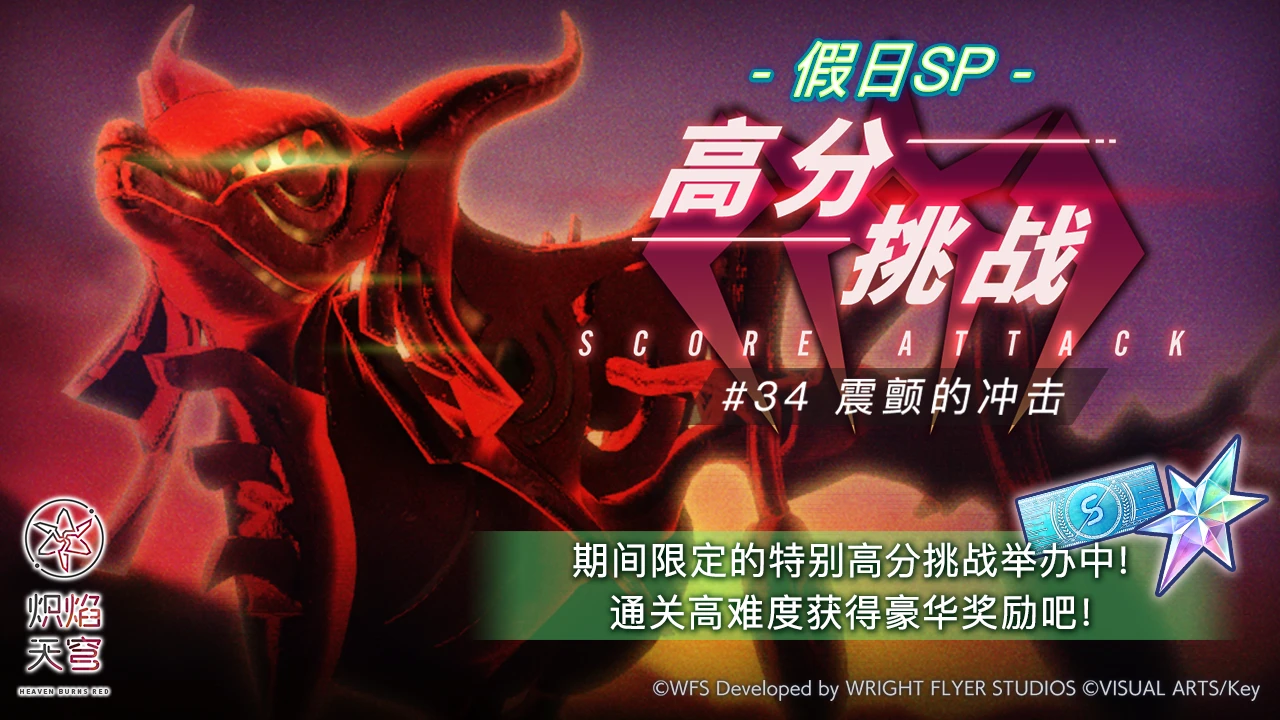 - 假日SP -
高分
挑战
SCORE ATTACK
#34 震颤的冲击
期间限定的特别高分挑战举办中!
通关高难度获得豪华奖励吧!
炽焰
天穹
HEAVEN BURNS RED
©WFS Developed by WRIGHT FLYER STUDIOS ©VISUAL ARTS/Key